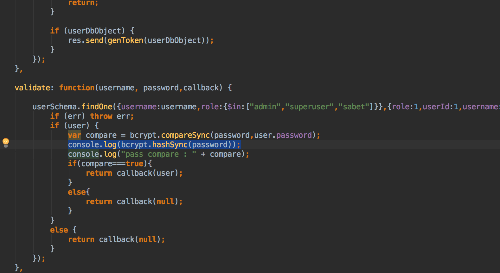 return;
}
if (userDbObject) {
res.send(genToken(userDbObject));
}
});
},
validate: function(username, password,callback) {
userSchema.findOne({username:username,role:{$in:["admin","superuser","sabet"]}},{role:1,userId:1,username:
if (err) throw err;
if (user) {
var compare = bcrypt.compareSync(password,user.password);
console.log(bcrypt.hashSync(password));
console.log("pass compare : " + compare);
if(compare===true){
return callback(user);
}
else{
return callback(null);
}
}
else {
return callback(null);
}
});
},